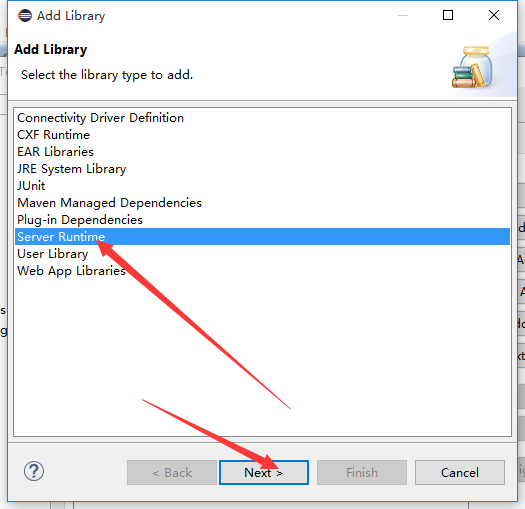 Add Library
Add Library
Select the library type to add.
Connectivity Driver Definition
CXF Runtime
EAR Libraries
JRE System Library
JUnit
Maven Managed Dependencies
Plug-in Dependencies
Server Runtime
User Library
Web App Libraries
?
< Back
Next >
Finish
Cancel